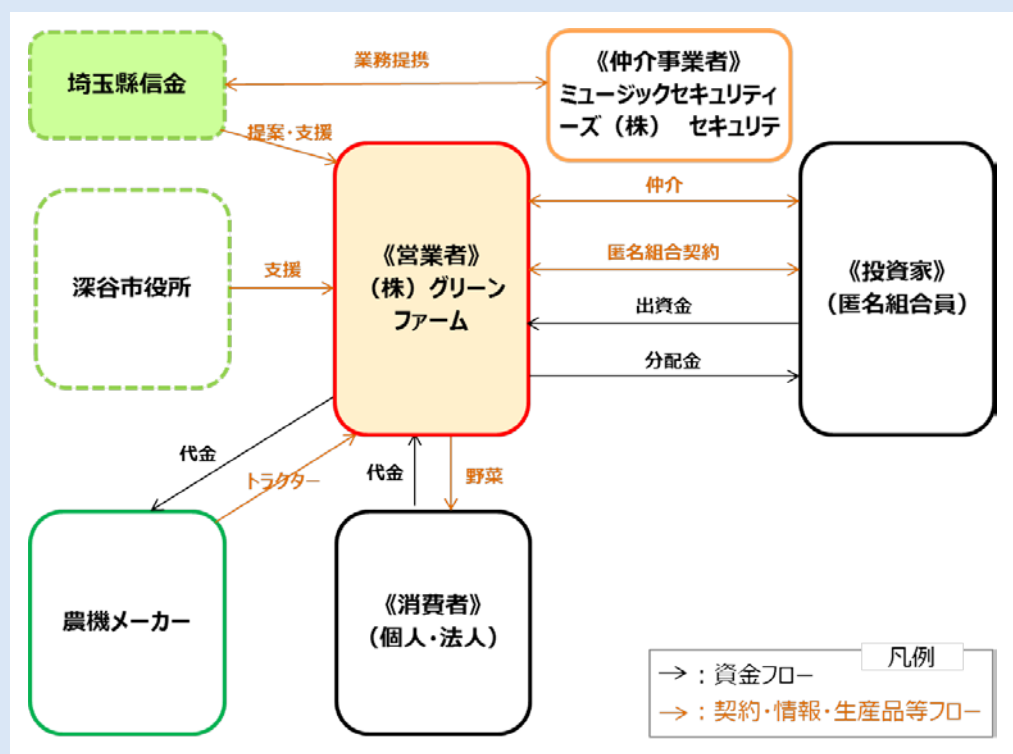 埼玉縣信金
業務提携
《仲介事業者》
ミュージックセキュリティ
ーズ（株）　セキュリテ
提案・支援
深谷市役所
支援
《営業者》
（株）グリーン
ファーム
仲介
匿名組合契約
出資金
分配金
《投資家》
（匿名組合員）
代金
トラクター
代金
野菜
農機メーカー
《消費者》
（個人・法人）
凡例
→：資金フロー
→：契約・情報・生産品等フロー